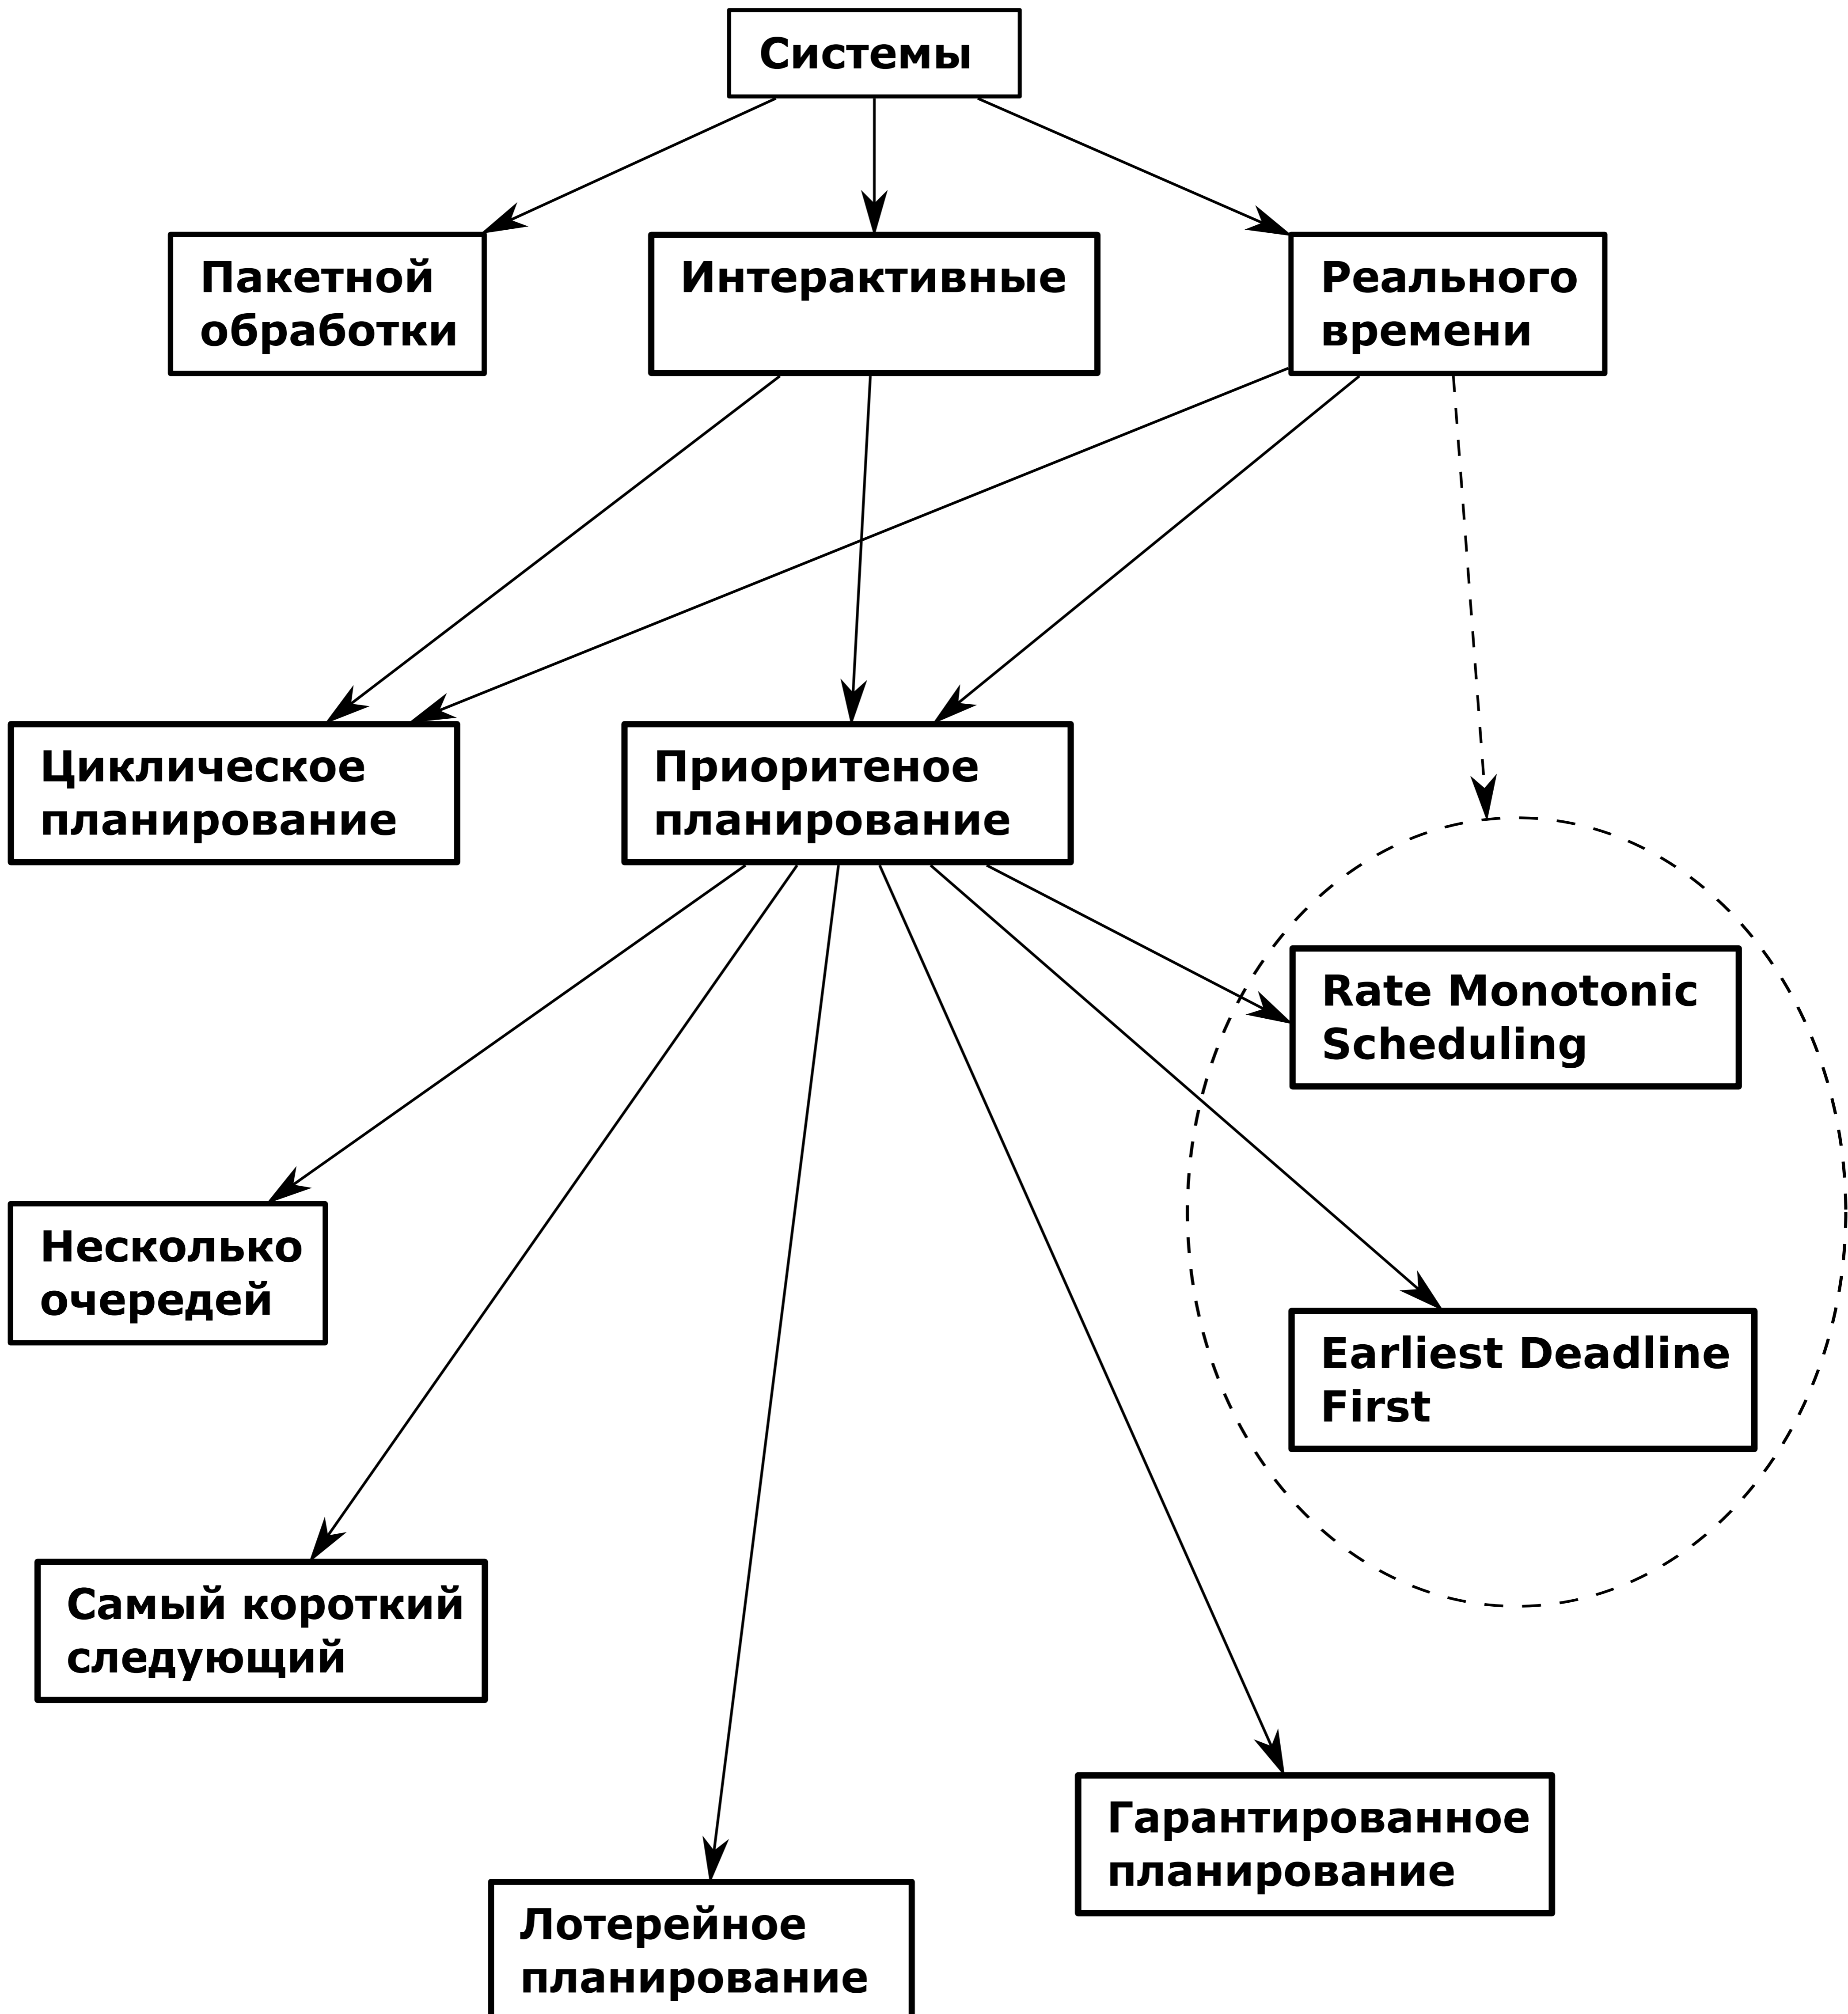 Системы
Пакетной
обработки
Интерактивные
Реального
времени
Циклическое
планирование
Приоритеное
планирование
Rate Monotonic
Scheduling
Несколько
очередей
Earliest Deadline
First
Самый короткий
следующий
Гарантированное
планирование
Лотерейное
планирование